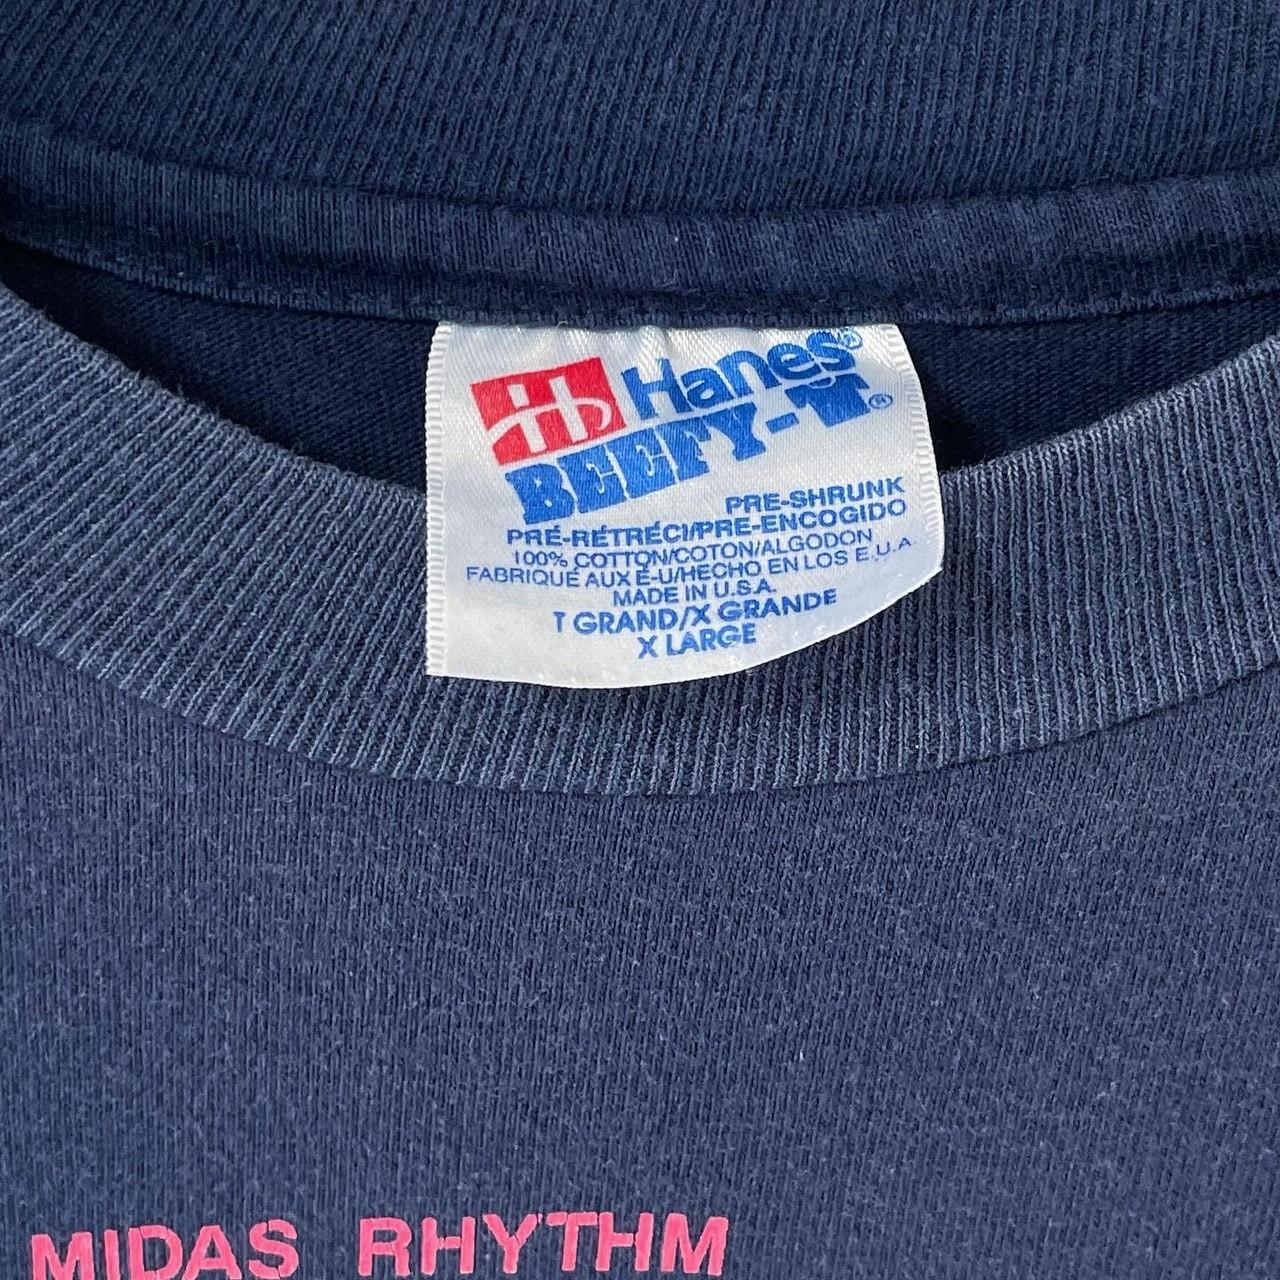 Hanes®
BEEFY-T®
PRE-SHRUNK
PRÉ-RÉTRÉCI/PRE-ENCOGIDO
100% COTTON/COTON/ALGODON
FABRIQUÉ AUX É-U/HECHO EN LOS E.U.A.
MADE IN U.S.A.
T GRAND/X GRANDE
X LARGE
MIDAS RHYTHM